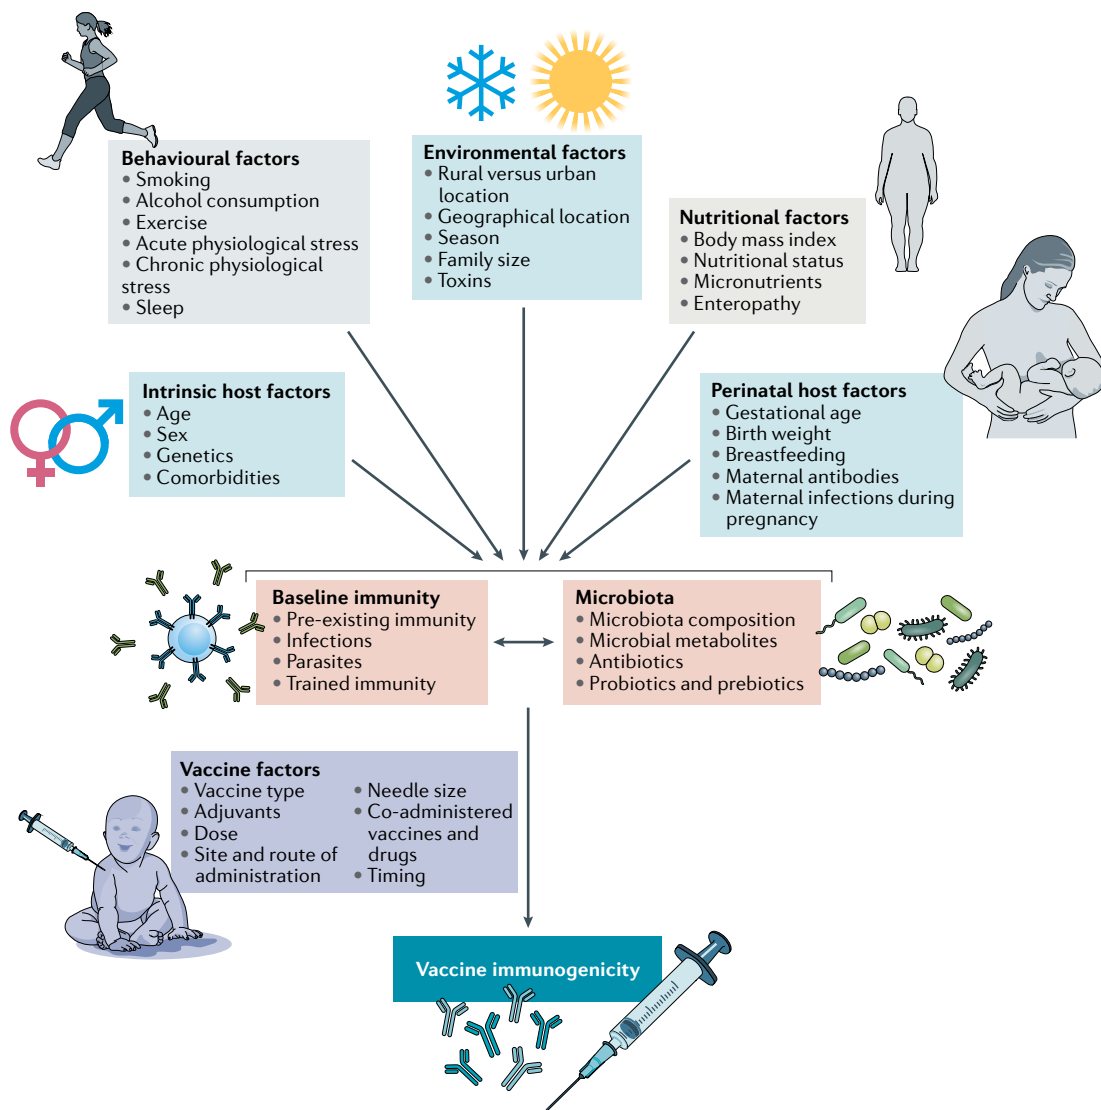 Behavioural factors
• Smoking
• Alcohol consumption
• Exercise
• Acute physiological stress
• Chronic physiological
stress
• Sleep
Environmental factors
• Rural versus urban
location
• Geographical location
• Season
• Family size
• Toxins
Nutritional factors
• Body mass index
• Nutritional status
• Micronutrients
• Enteropathy
Intrinsic host factors
• Age
• Sex
• Genetics
• Comorbidities
Perinatal host factors
• Gestational age
• Birth weight
• Breastfeeding
• Maternal antibodies
• Maternal infections during
pregnancy
Baseline immunity
• Pre-existing immunity
• Infections
• Parasites
• Trained immunity
Microbiota
• Microbiota composition
• Microbial metabolites
• Antibiotics
• Probiotics and prebiotics
Vaccine factors
• Vaccine type
• Adjuvants
• Dose
• Site and route of
administration
• Needle size
• Co-administered
vaccines and
drugs
• Timing
Vaccine immunogenicity